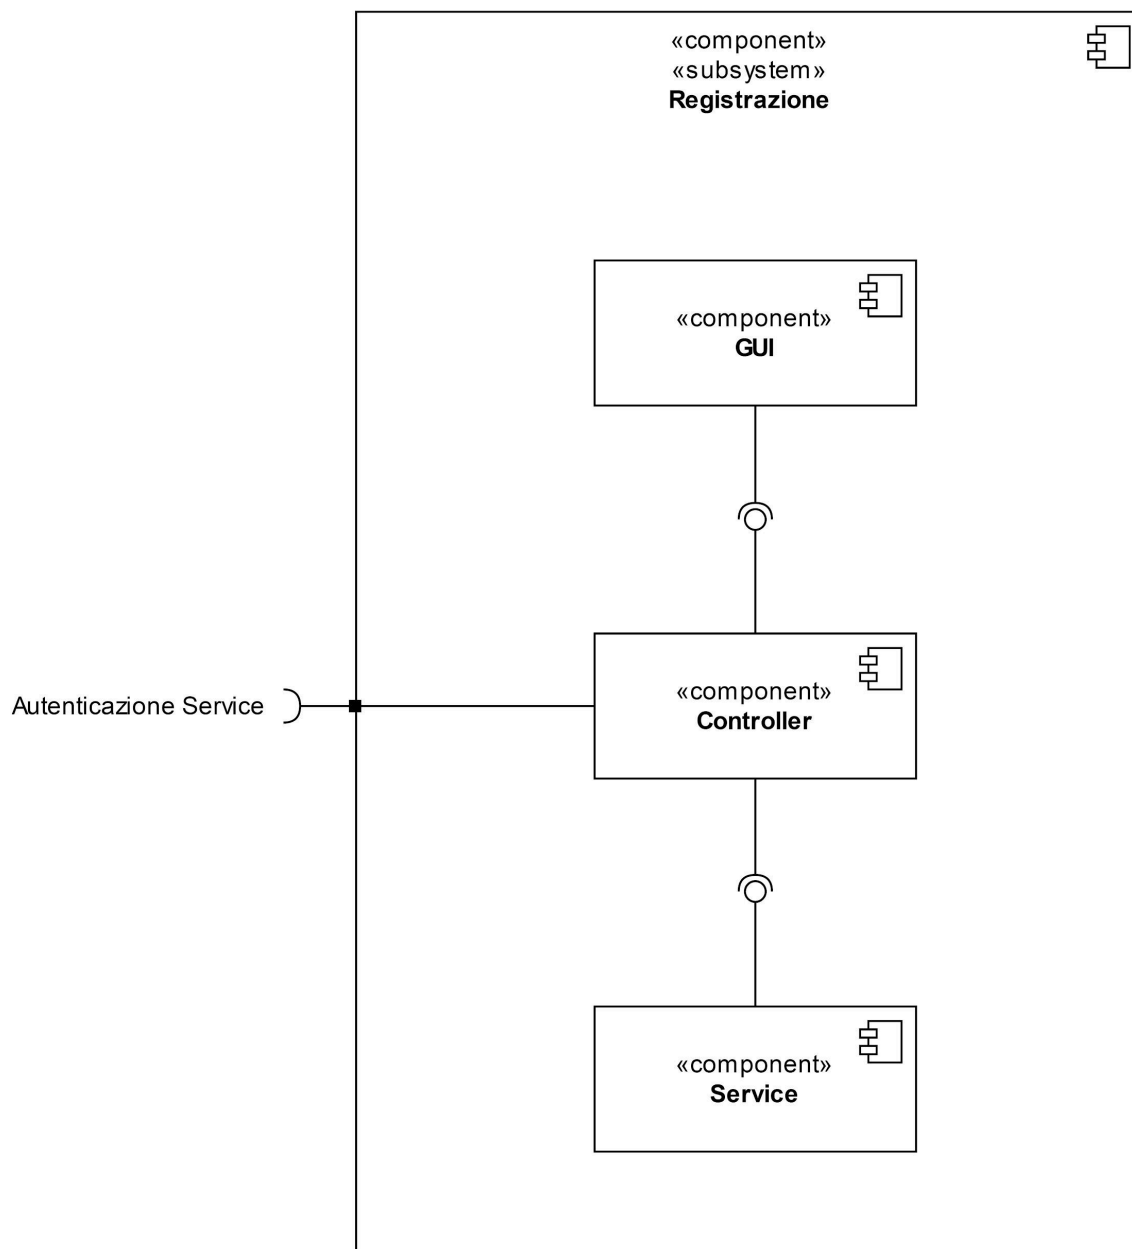 «component»
«subsystem»
Registrazione
«component»
GUI
Autenticazione Service
«component»
Controller
«component»
Service